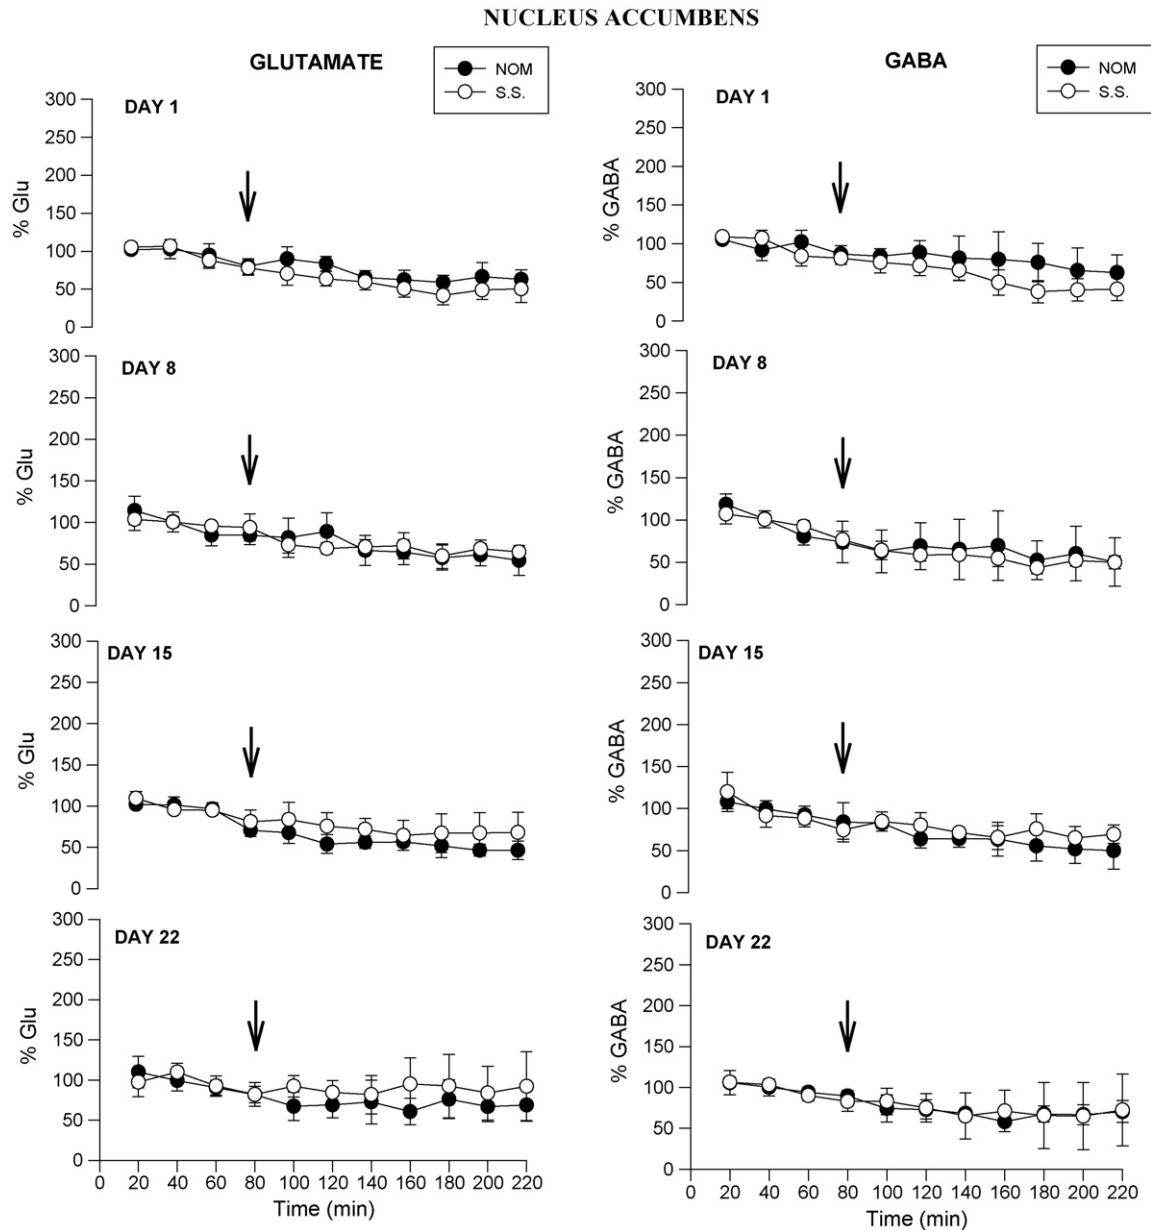 NUCLEUS ACCUMBENS
GLUTAMATE
NOM
S.S.
DAY 1
300
250
200
150
100
50
0
% Glu
DAY 8
300
250
200
150
100
50
0
% Glu
DAY 15
300
250
200
150
100
50
0
% Glu
DAY 22
300
250
200
150
100
50
0
% Glu
0 20 40 60 80 100 120 140 160 180 200 220
Time (min)
GABA
NOM
S.S.
DAY 1
300
250
200
150
100
50
0
% GABA
DAY 8
300
250
200
150
100
50
0
% GABA
DAY 15
300
250
200
150
100
50
0
% GABA
DAY 22
300
250
200
150
100
50
0
% GABA
0 20 40 60 80 100 120 140 160 180 200 220
Time (min)